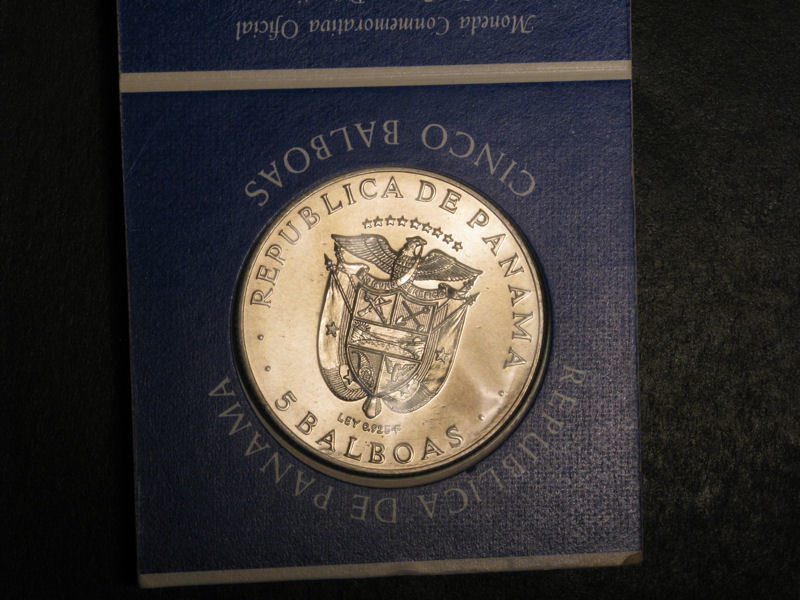 Moneda Conmemorativa Oficial
CINCO BALBOAS
REPUBLICA DE PANAMA
REPUBLICA DE PANAMA
LEY 0.925
5 BALBOAS